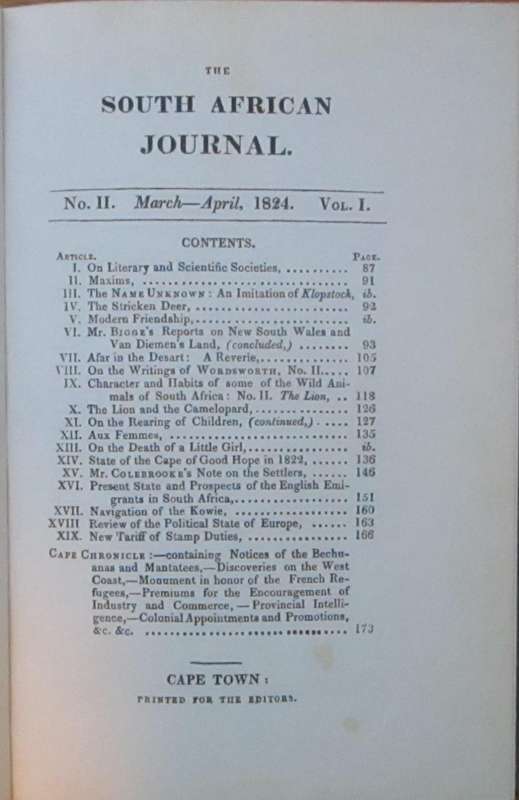 THE
SOUTH AFRICAN
JOURNAL.
No. II. March—April, 1824. VOL. I.
CONTENTS.
ARTICLE. PAGE.
I. On Literary and Scientific Societies, .......... 87
II. Maxims, .............................. 91
III. The NAME UNKNOWN: An Imitation of Klopstock, ib.
IV. The Stricken Deer, ........................ 92
V. Modern Friendship, ........................ ib.
VI. Mr. BIGGE's Reports on New South Wales and
Van Diemen's Land, (concluded,) ........ 93
VII. Afar in the Desart: A Reverie, ............. 105
VIII. On the Writings of WORDSWORTH, No. II. .... 107
IX. Character and Habits of some of the Wild Ani-
mals of South Africa: No. II. The Lion, .. 118
X. The Lion and the Camelopard, .............. 126
XI. On the Rearing of Children, (continued,) .... 127
XII. Aux Femmes, ........................... 135
XIII. On the Death of a Little Girl, ............... ib.
XIV. State of the Cape of Good Hope in 1822, ...... 136
XV. Mr. COLEBROOKE's Note on the Settlers, ...... 146
XVI. Present State and Prospects of the English Emi-
grants in South Africa, .................. 151
XVII. Navigation of the Kowie, .................. 160
XVIII Review of the Political State of Europe, ...... 163
XIX. New Tariff of Stamp Duties, ................ 166
CAPE CHRONICLE:—containing Notices of the Bechu-
anas and Mantatees,—Discoveries on the West
Coast,—Monument in honor of the French Re-
fugees,—Premiums for the Encouragement of
Industry and Commerce,—Provincial Intelli-
gence,—Colonial Appointments and Promotions,
&c. &c. ................................ 173
CAPE TOWN:
PRINTED FOR THE EDITORS.